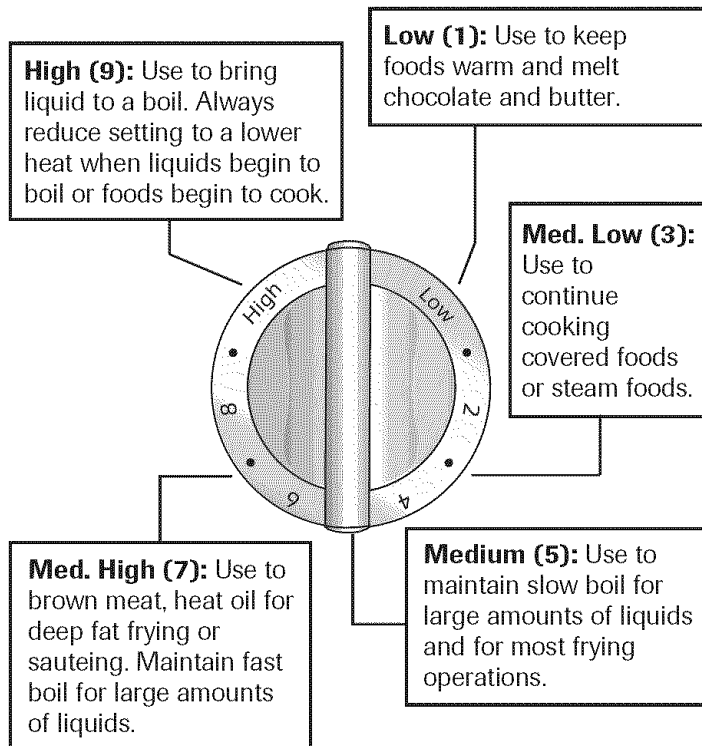 High (9): Use to bring
liquid to a boil. Always
reduce setting to a lower
heat when liquids begin to
boil or foods begin to cook.
Low (1): Use to keep
foods warm and melt
chocolate and butter.
Med. Low (3):
Use to
continue
cooking
covered foods
or steam foods.
High
Low
8
2
6
4
Med. High (7): Use to
brown meat, heat oil for
deep fat frying or
sauteing. Maintain fast
boil for large amounts
of liquids.
Medium (5): Use to
maintain slow boil for
large amounts of liquids
and for most frying
operations.